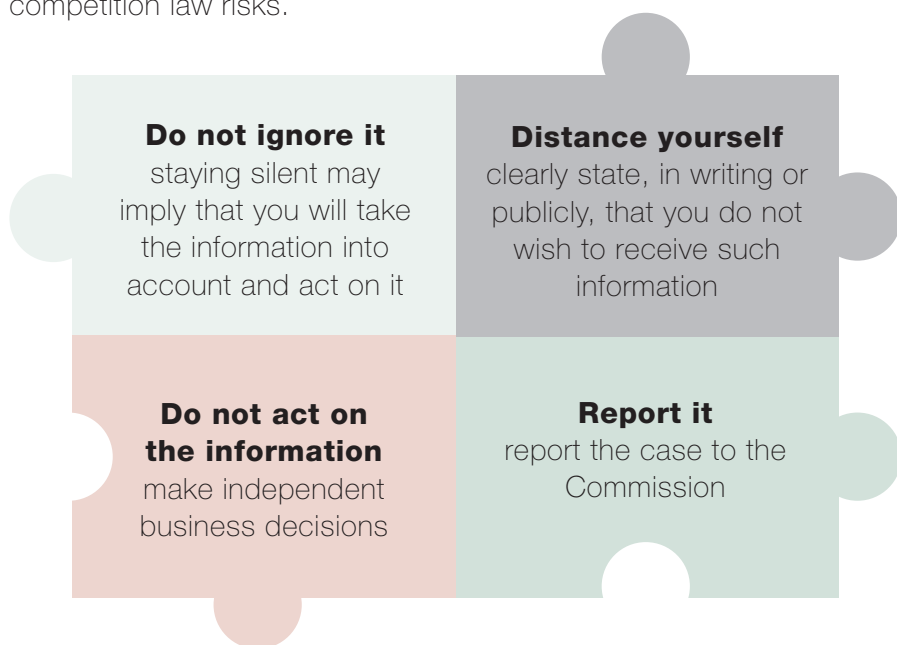 competition law risks.
Do not ignore it
staying silent may
imply that you will take
the information into
account and act on it
Distance yourself
clearly state, in writing or
publicly, that you do not
wish to receive such
information
Do not act on
the information
make independent
business decisions
Report it
report the case to the
Commission